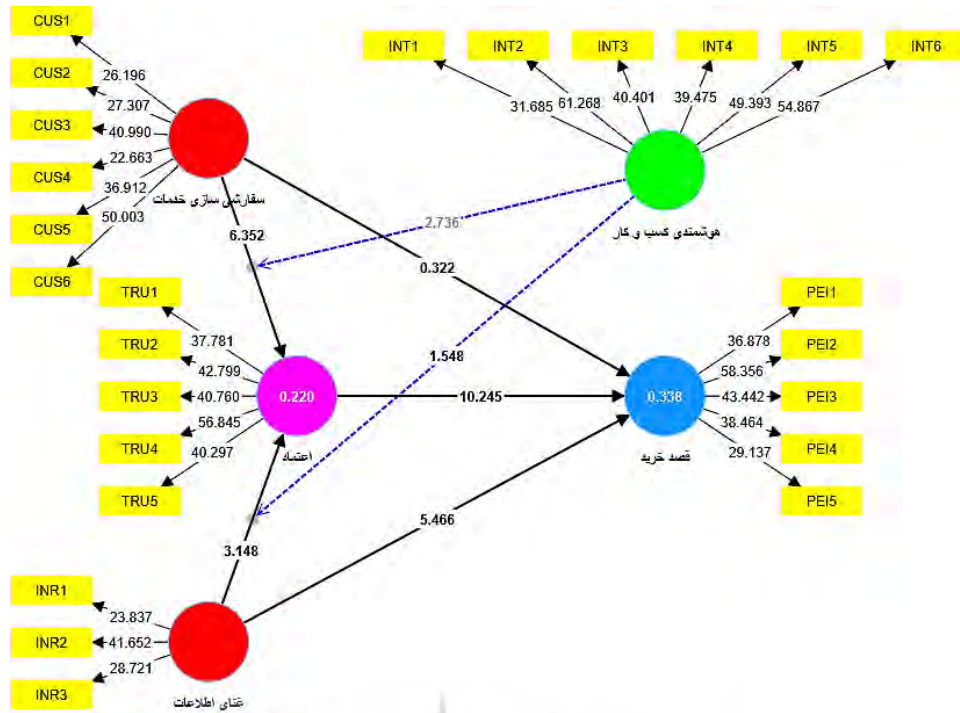 CUS1
CUS2
CUS3
CUS4
CUS5
CUS6
26.196
27.307
40.990
22.663
36.912
50.003
سفارشی سازی خدمات
INT1
INT2
INT3
INT4
INT5
INT6
31.685
61.268
40.401
39.475
49.393
54.867
هوشمندی کسب و کار
6.352
2.736
0.322
1.548
TRU1
TRU2
TRU3
TRU4
TRU5
37.781
42.799
40.760
56.845
40.297
0.220
اعتماد
10.245
0.338
قصد خرید
PEI1
PEI2
PEI3
PEI4
PEI5
36.878
58.356
43.442
38.464
29.137
3.148
5.466
INR1
INR2
INR3
23.837
41.652
28.721
غنای اطلاعات